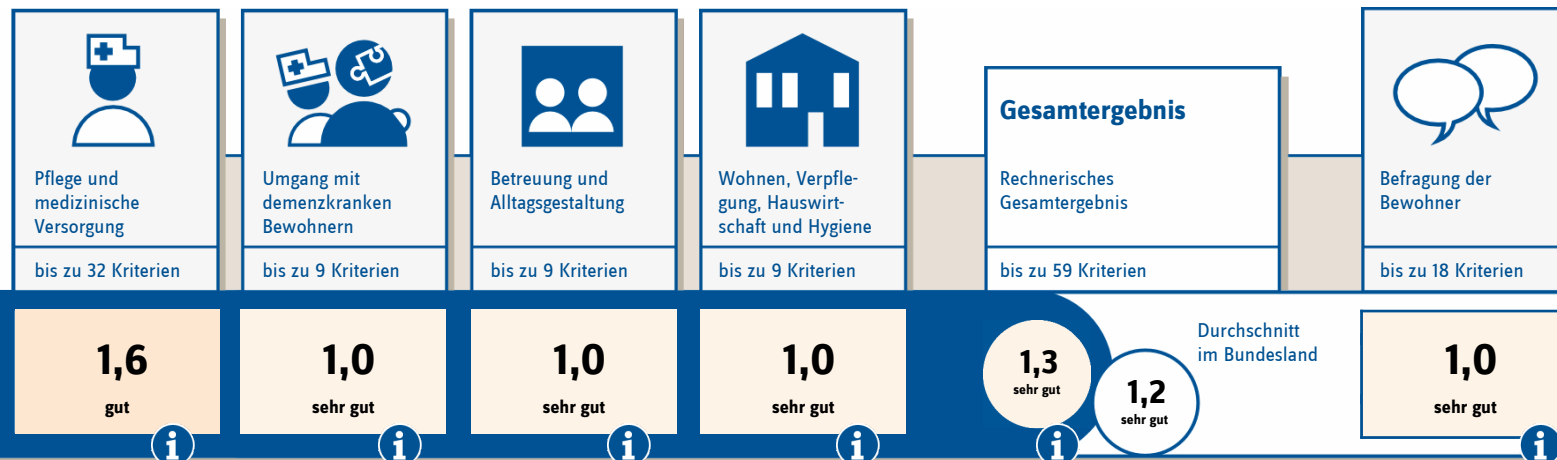 Pflege und
medizinische
Versorgung
bis zu 32 Kriterien
1,6
gut
i
Umgang mit
demenzkranken
Bewohnern
bis zu 9 Kriterien
1,0
sehr gut
i
Betreuung und
Alltagsgestaltung
bis zu 9 Kriterien
1,0
sehr gut
i
Wohnen, Verpfle-
gung, Hauswirt-
schaft und Hygiene
bis zu 9 Kriterien
1,0
sehr gut
i
Gesamtergebnis
Rechnerisches
Gesamtergebnis
bis zu 59 Kriterien
1,3
sehr gut
i
Durchschnitt
im Bundesland
1,2
sehr gut
Befragung der
Bewohner
bis zu 18 Kriterien
1,0
sehr gut
i